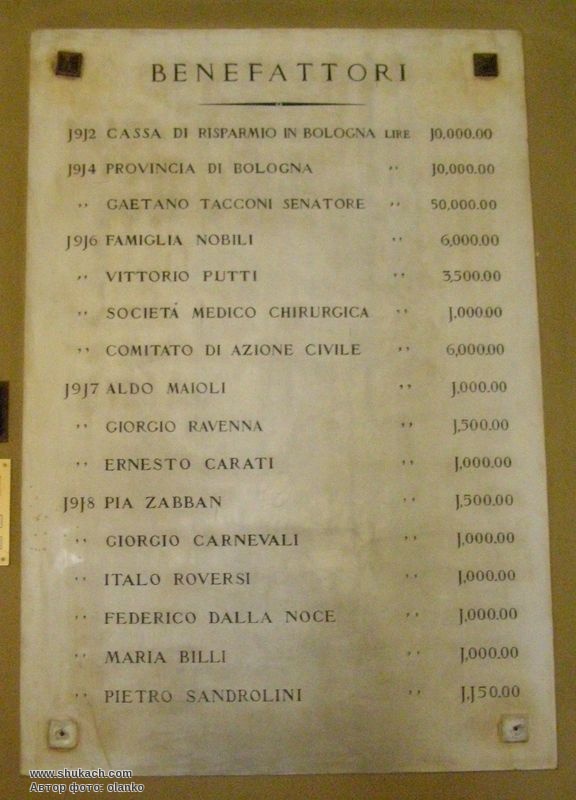 BENEFATTORI
1912 CASSA DI RISPARMIO IN BOLOGNA LIRE 10,000.00
1914 PROVINCIA DI BOLOGNA " 10,000.00
" GAETANO TACCONI SENATORE " 50,000.00
1916 FAMIGLIA NOBILI " 6,000.00
" VITTORIO PUTTI " 3,500.00
" SOCIETÁ MEDICO CHIRURGICA " 1,000.00
" COMITATO DI AZIONE CIVILE " 6,000.00
1917 ALDO MAIOLI " 1,000.00
" GIORGIO RAVENNA " 1,500.00
" ERNESTO CARATI " 1,000.00
1918 PIA ZABBAN " 1,500.00
" GIORGIO CARNEVALI " 1,000.00
" ITALO ROVERSI " 1,000.00
" FEDERICO DALLA NOCE " 1,000.00
" MARIA BILLI " 1,000.00
" PIETRO SANDROLINI " 1,150.00
www.shukach.com
Автор фото: olanko